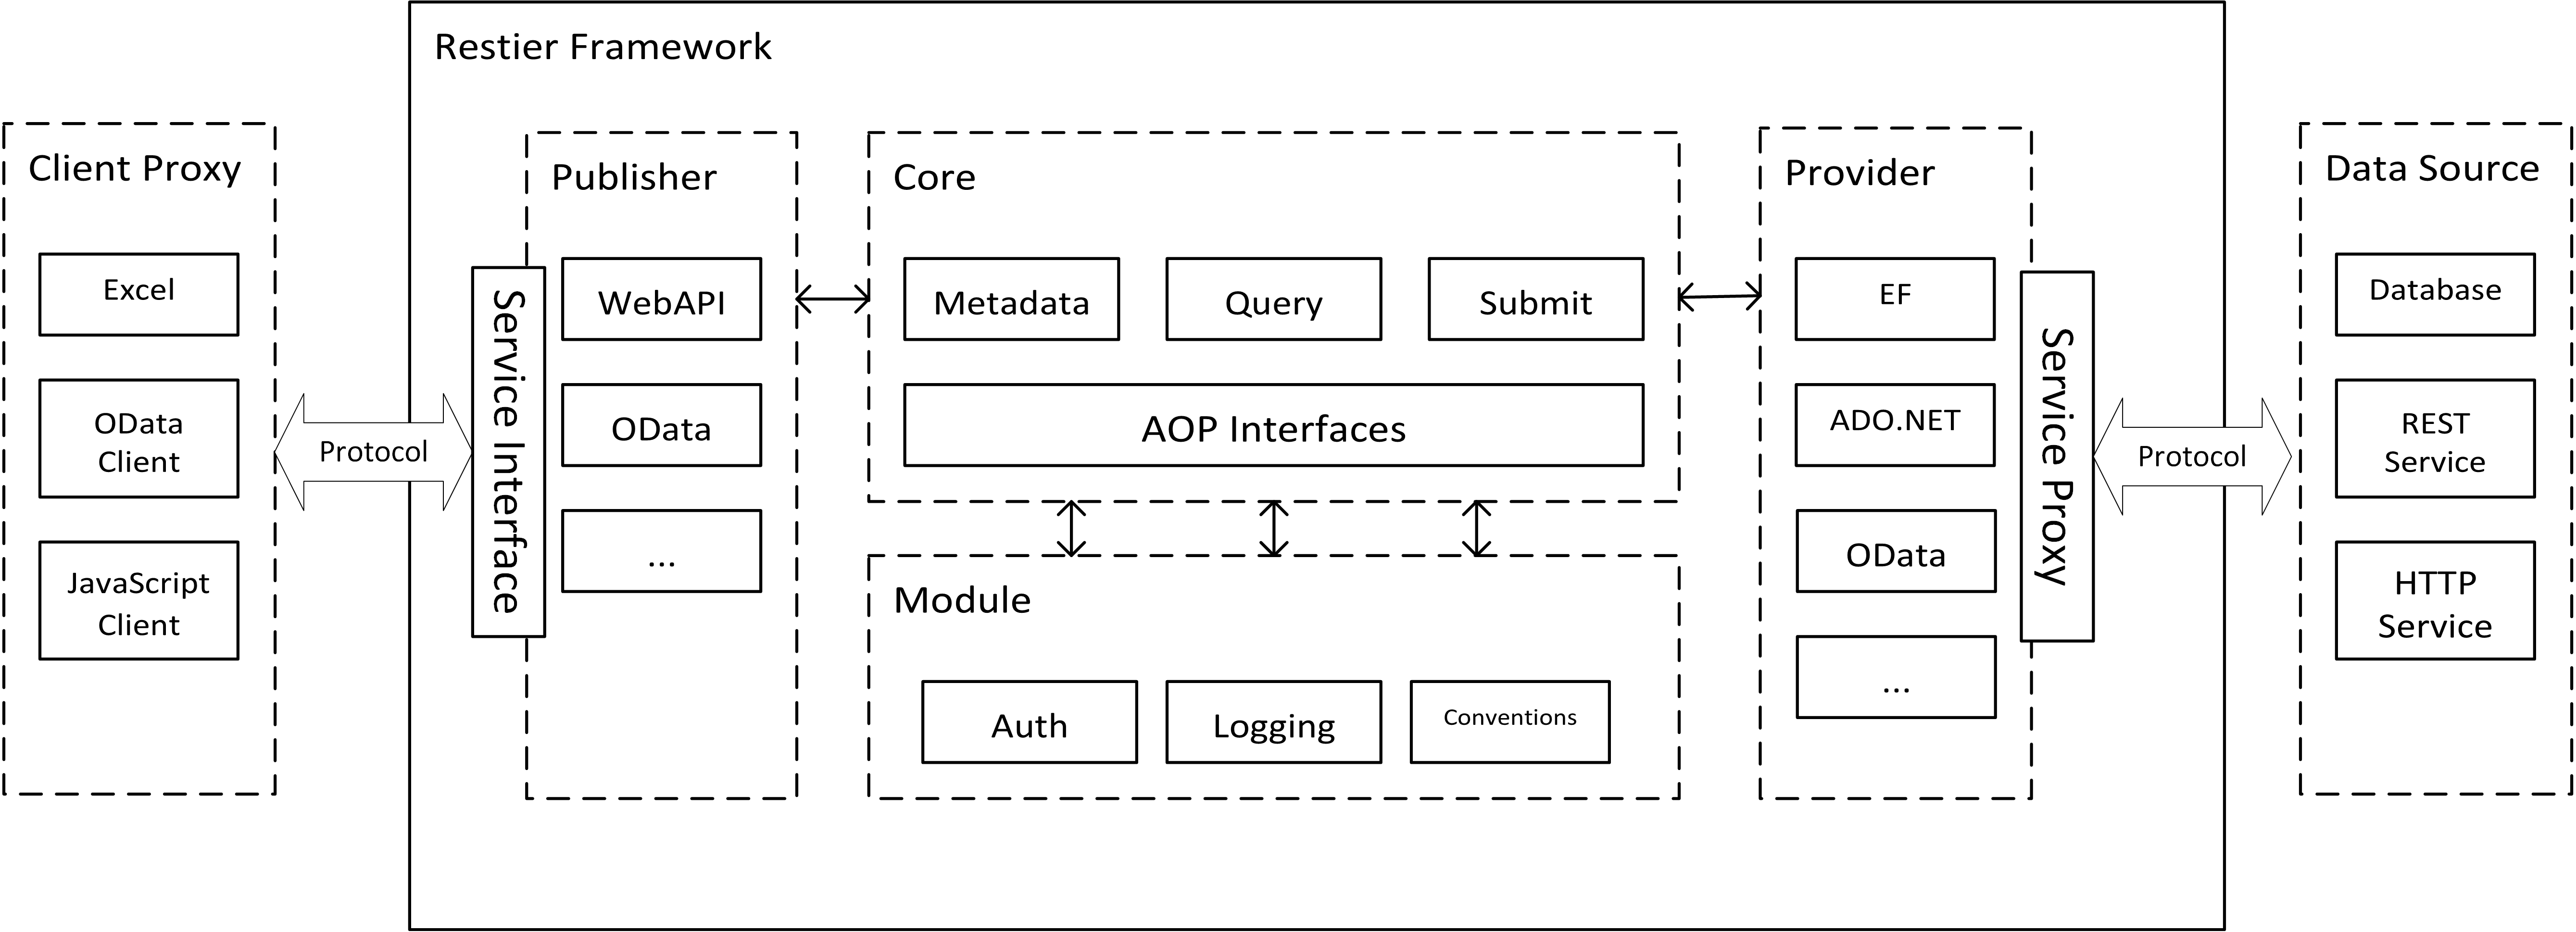 Restier Framework
Client Proxy
Excel
OData
Client
JavaScript
Client
Protocol
Service Interface
Publisher
WebAPI
OData
...
Core
Metadata
Query
Submit
AOP Interfaces
Module
Auth
Logging
Conventions
Provider
EF
ADO.NET
OData
...
Service Proxy
Protocol
Data Source
Database
REST
Service
HTTP
Service